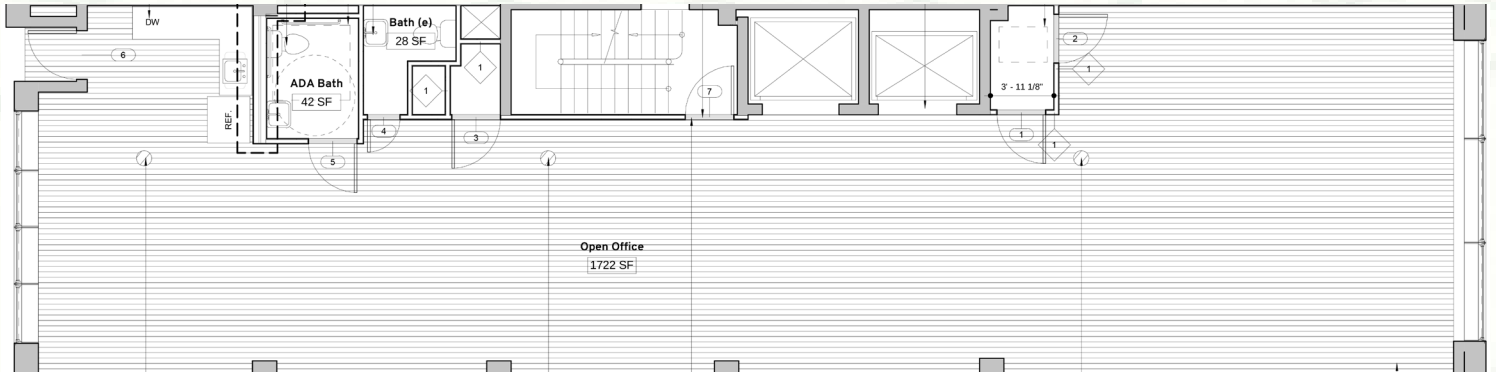 DW
6
Bath (e)
28 SF
ADA Bath
42 SF
REF.
1
1
7
2
1
3' - 11 1/8"
4
3
5
1
1
Open Office
1722 SF